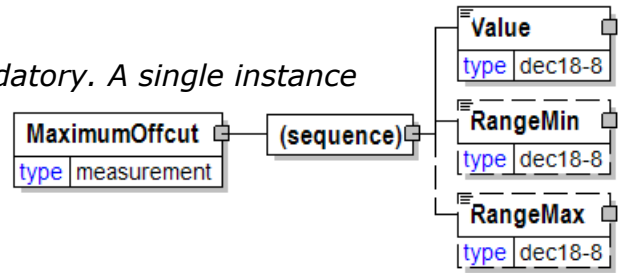 Value
type dec18-8
datory. A single instance
RangeMin
MaximumOffcut (sequence)
type measurement type dec18-8
RangeMax
type dec18-8